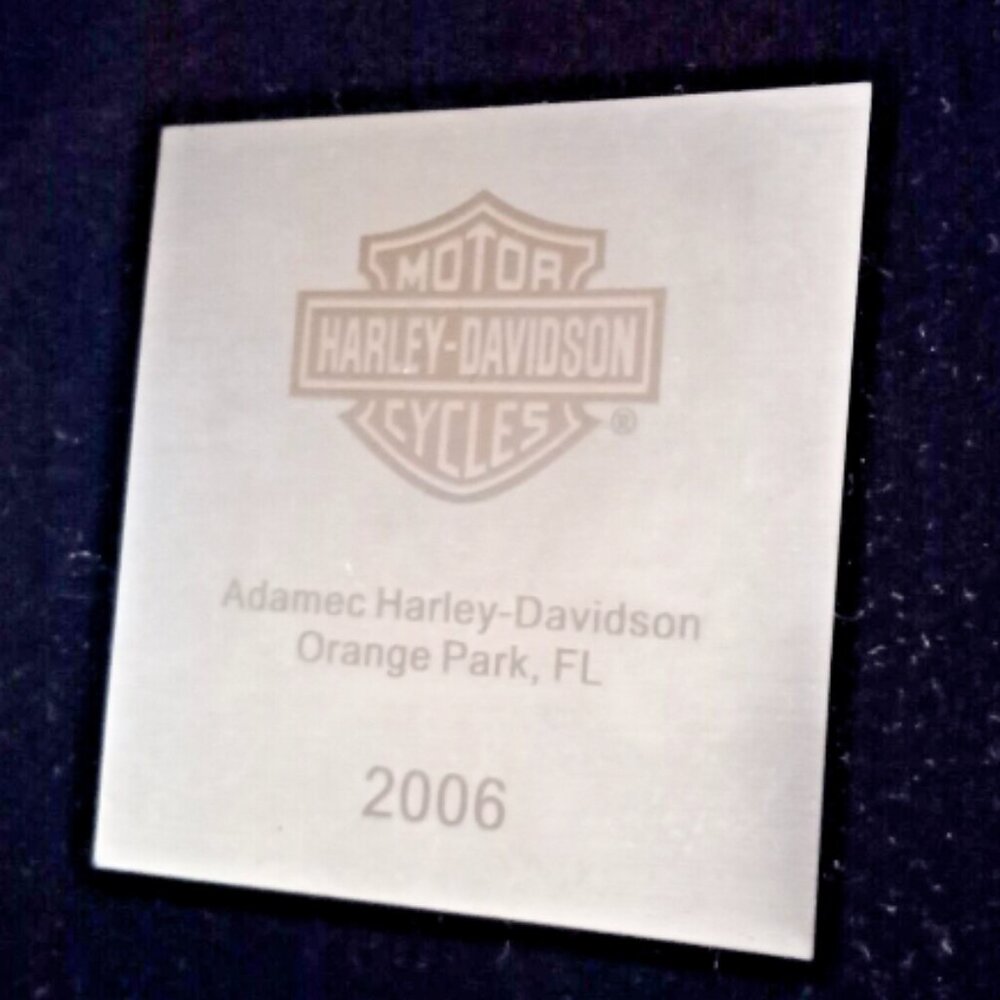 MOTOR
HARLEY-DAVIDSON
CYCLES
®
Adamec Harley-Davidson
Orange Park, FL
2006